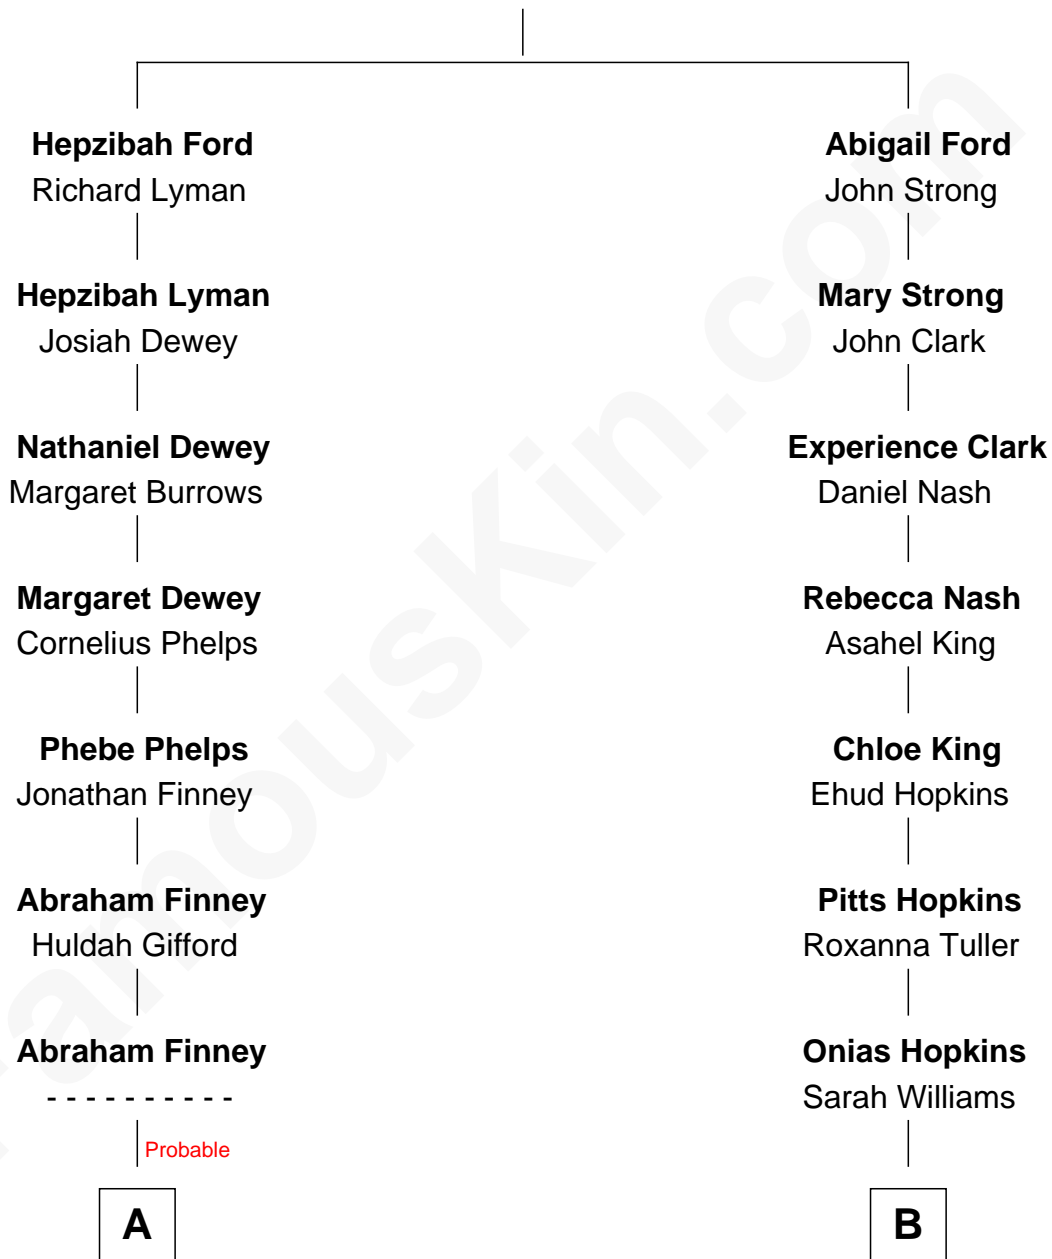 Hepzibah Ford
Richard Lyman
Abigail Ford
John Strong
Hepzibah Lyman
Josiah Dewey
Mary Strong
John Clark
Nathaniel Dewey
Margaret Burrows
Experience Clark
Daniel Nash
Margaret Dewey
Cornelius Phelps
Rebecca Nash
Asahel King
Phebe Phelps
Jonathan Finney
Chloe King
Ehud Hopkins
Abraham Finney
Huldah Gifford
Pitts Hopkins
Roxanna Tuller
Abraham Finney
- - - - - - - - - -
Onias Hopkins
Sarah Williams
Probable
A
B
FamousKin.com